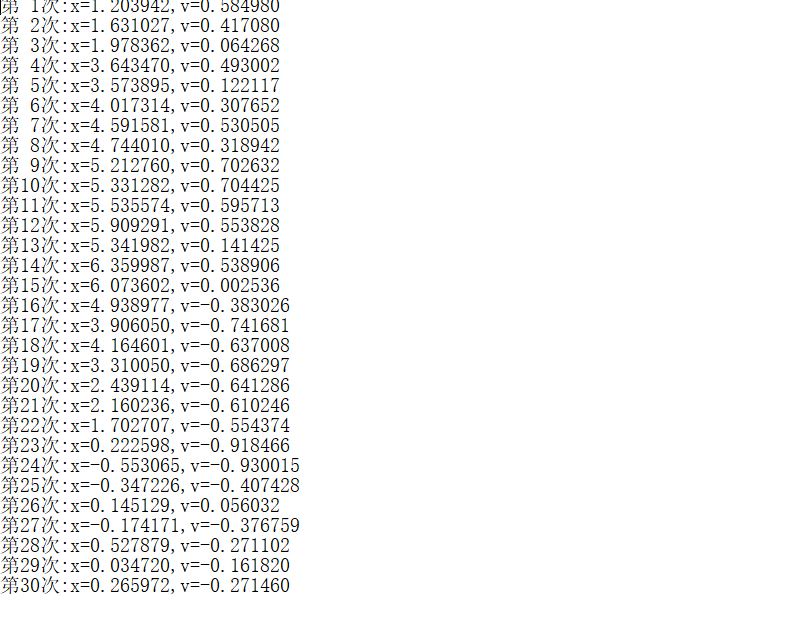 第 1次:x=1.203942,v=0.584980
第 2次:x=1.631027,v=0.417080
第 3次:x=1.978362,v=0.064268
第 4次:x=3.643470,v=0.493002
第 5次:x=3.573895,v=0.122117
第 6次:x=4.017314,v=0.307652
第 7次:x=4.591581,v=0.530505
第 8次:x=4.744010,v=0.318942
第 9次:x=5.212760,v=0.702632
第10次:x=5.331282,v=0.704425
第11次:x=5.535574,v=0.595713
第12次:x=5.909291,v=0.553828
第13次:x=5.341982,v=0.141425
第14次:x=6.359987,v=0.538906
第15次:x=6.073602,v=0.002536
第16次:x=4.938977,v=-0.383026
第17次:x=3.906050,v=-0.741681
第18次:x=4.164601,v=-0.637008
第19次:x=3.310050,v=-0.686297
第20次:x=2.439114,v=-0.641286
第21次:x=2.160236,v=-0.610246
第22次:x=1.702707,v=-0.554374
第23次:x=0.222598,v=-0.918466
第24次:x=-0.553065,v=-0.930015
第25次:x=-0.347226,v=-0.407428
第26次:x=0.145129,v=0.056032
第27次:x=-0.174171,v=-0.376759
第28次:x=0.527879,v=-0.271102
第29次:x=0.034720,v=-0.161820
第30次:x=0.265972,v=-0.271460